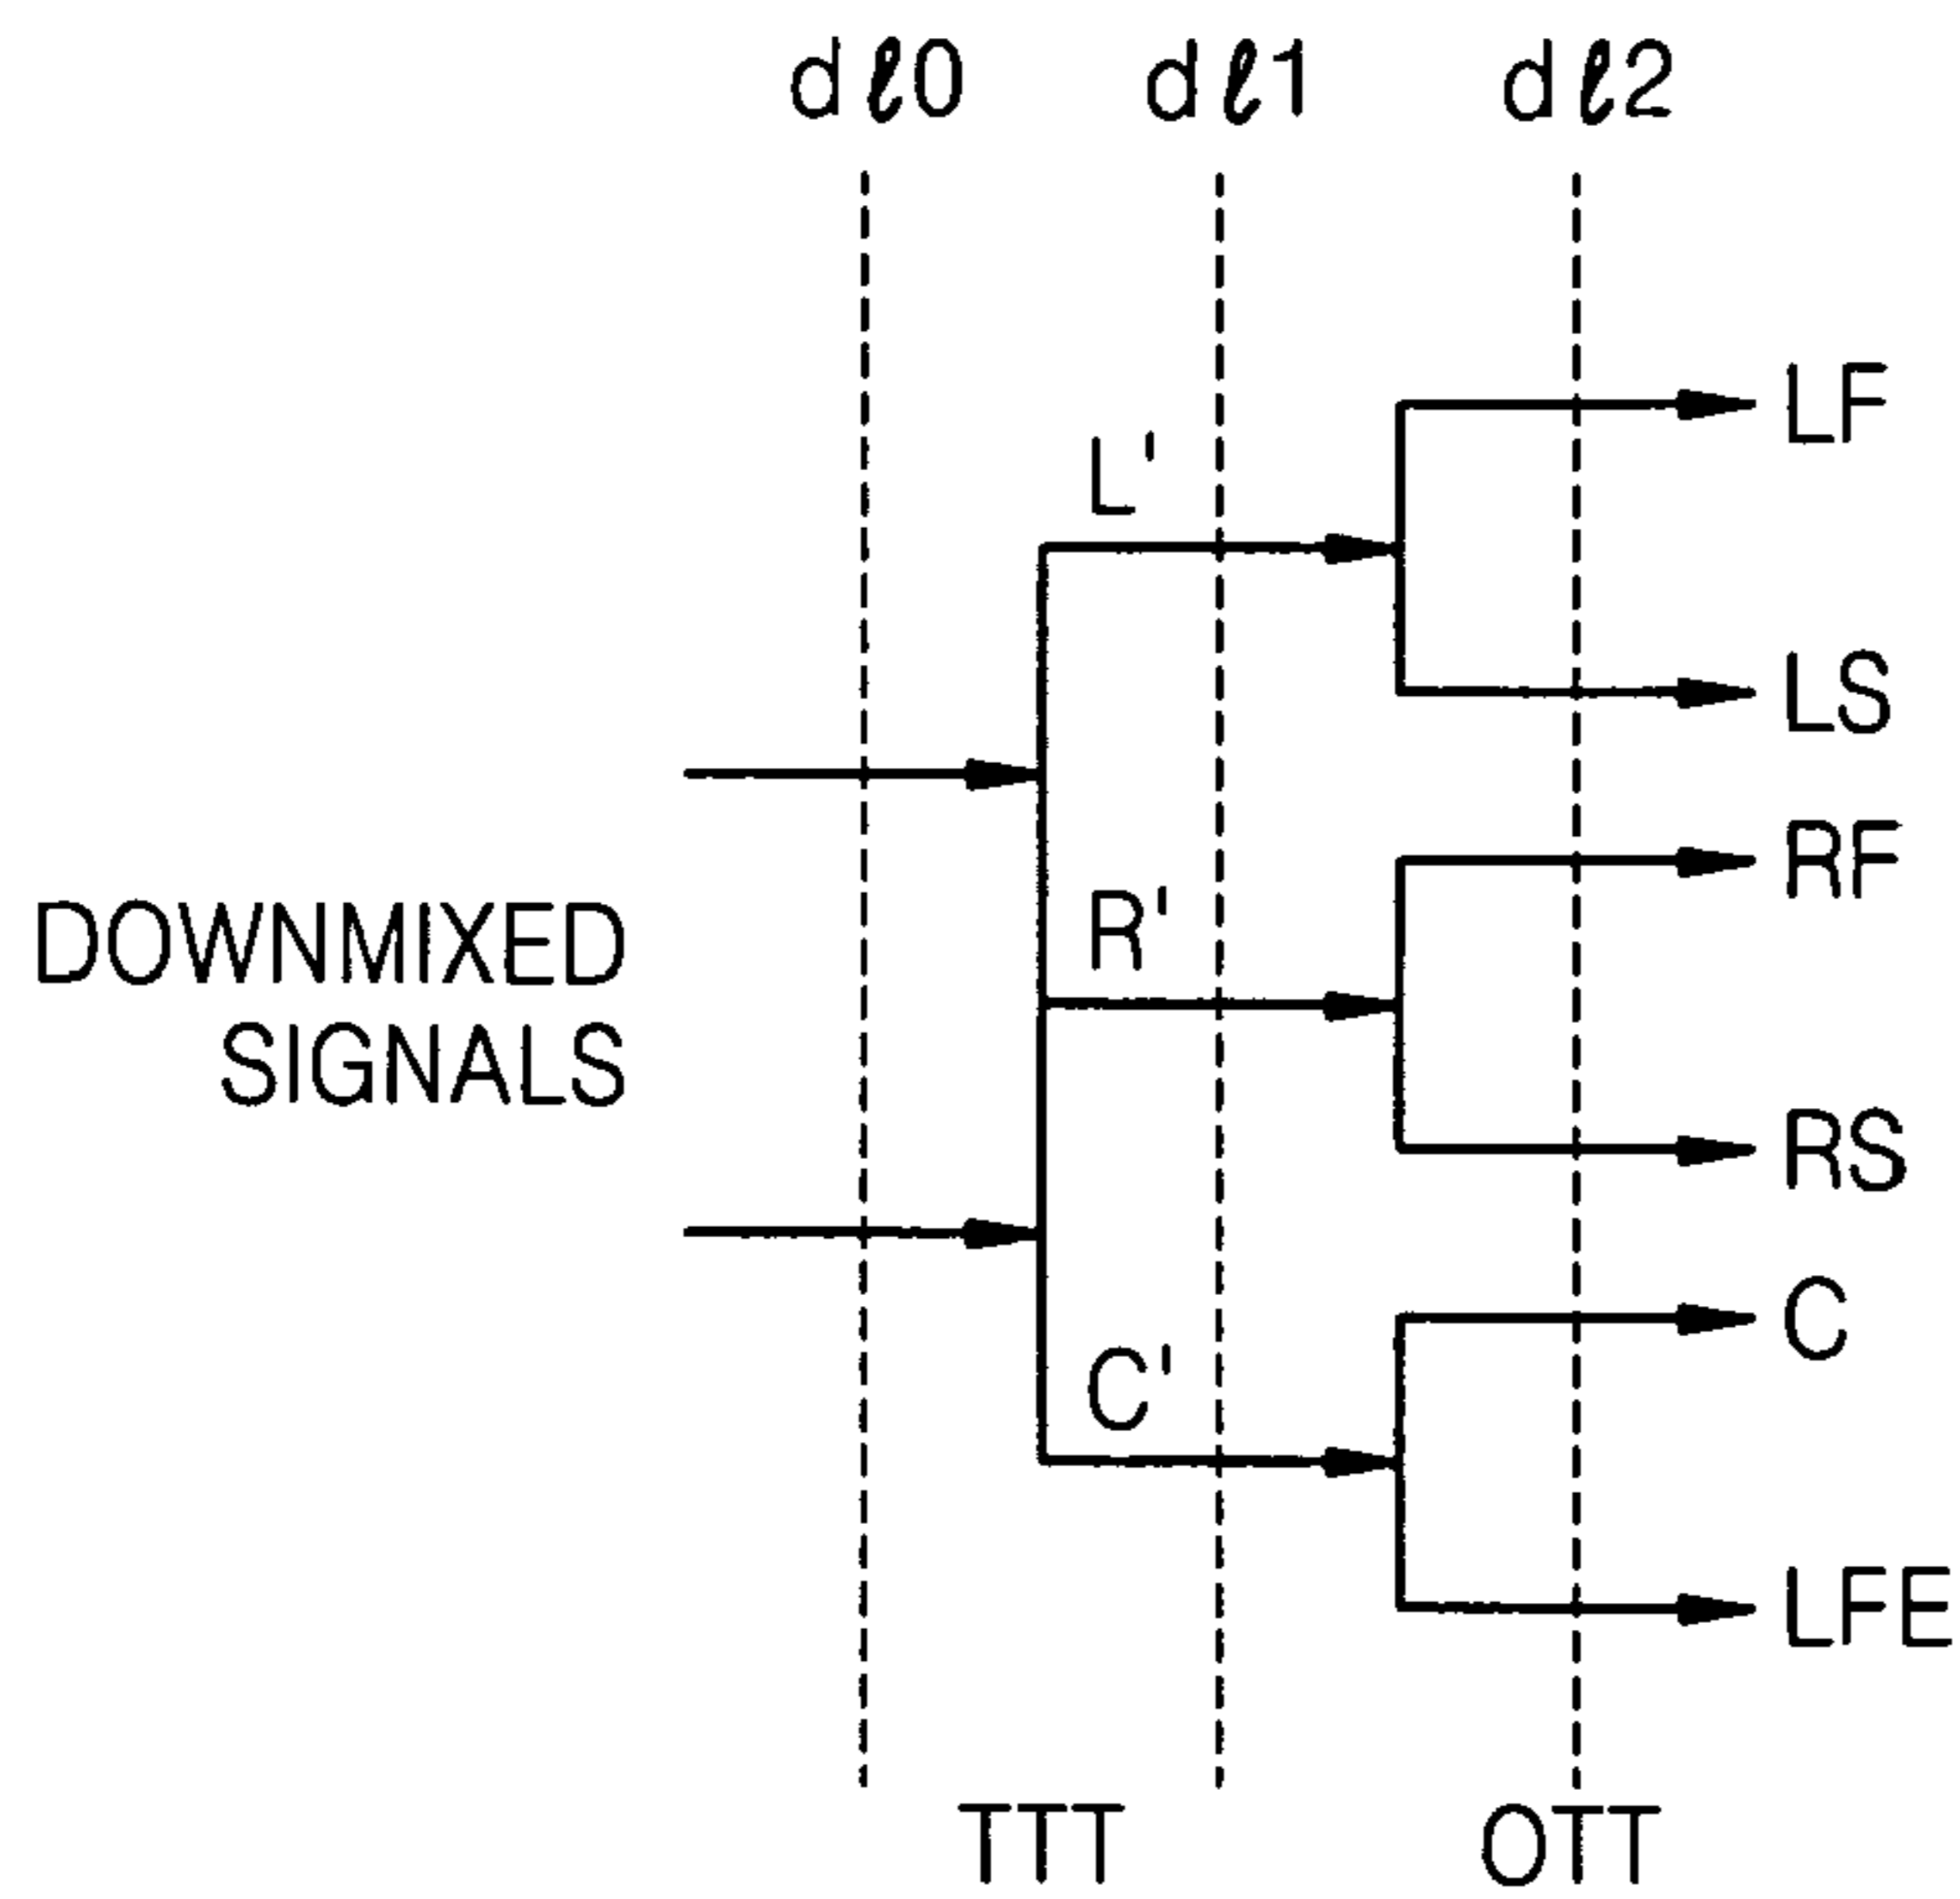 dℓ0 dℓ1 dℓ2
LF
L'
LS
RF
R'
DOWNMIXED
SIGNALS
RS
C
C'
LFE
TTT OTT